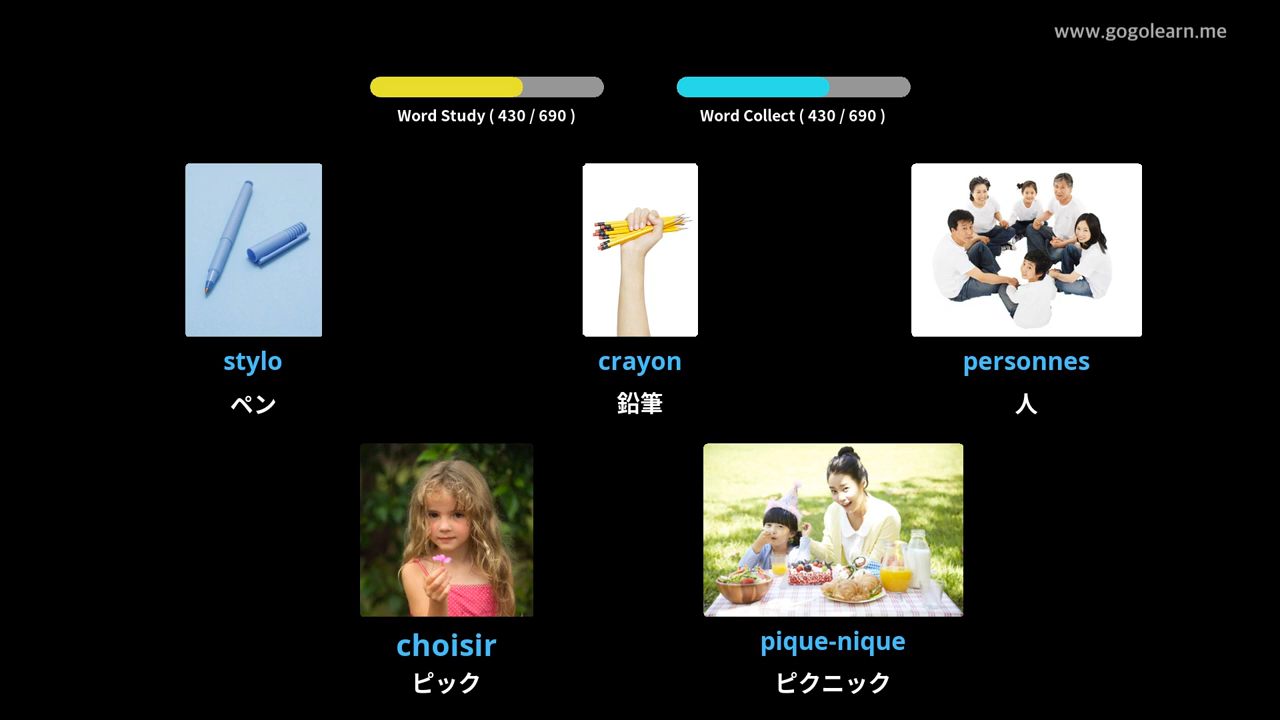 www.gogolearn.me
Word Study ( 430 / 690 )
Word Collect ( 430 / 690 )
stylo
ペン
crayon
鉛筆
personnes
人
choisir
ピック
pique-nique
ピクニック